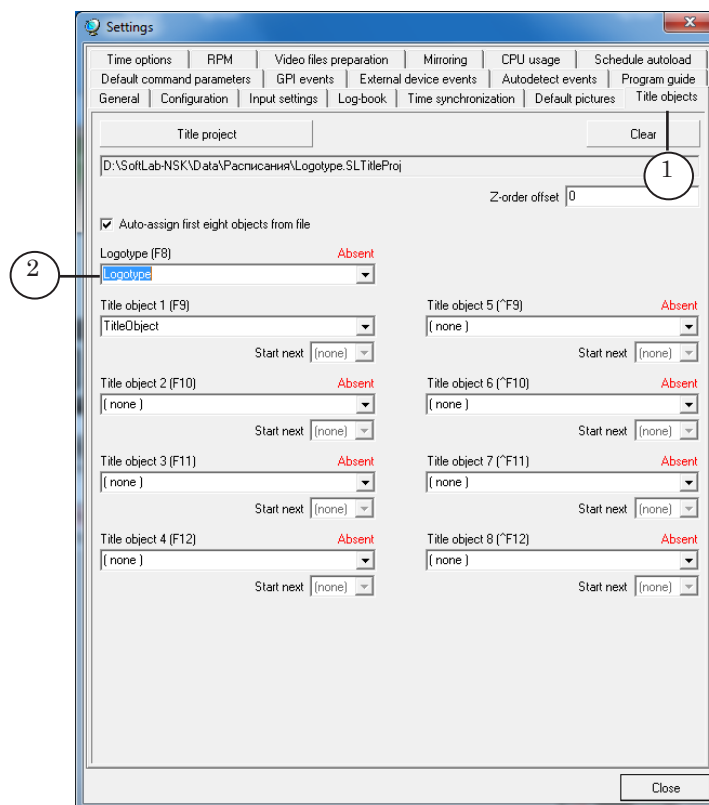 Settings
Time options RPM Video files preparation Mirroring CPU usage Schedule autoload
Default command parameters GPI events External device events Autodetect events Program guide
General Configuration Input settings Log-book Time synchronization Default pictures Title objects
Title project Clear
1
D:\SoftLab-NSK\Data\Расписания\Logotype.SLTitleProj
Z-order offset 0
Auto-assign first eight objects from file
Logotype (F8) Absent
2
Logotype
Title object 1 (F9) Title object 5 (^F9) Absent
TitleObject ( none )
Start next (none) Start next (none)
Title object 2 (F10) Absent Title object 6 (^F10) Absent
( none ) ( none )
Start next (none) Start next (none)
Title object 3 (F11) Absent Title object 7 (^F11) Absent
( none ) ( none )
Start next (none) Start next (none)
Title object 4 (F12) Absent Title object 8 (^F12) Absent
( none ) ( none )
Start next (none) Start next (none)
Close